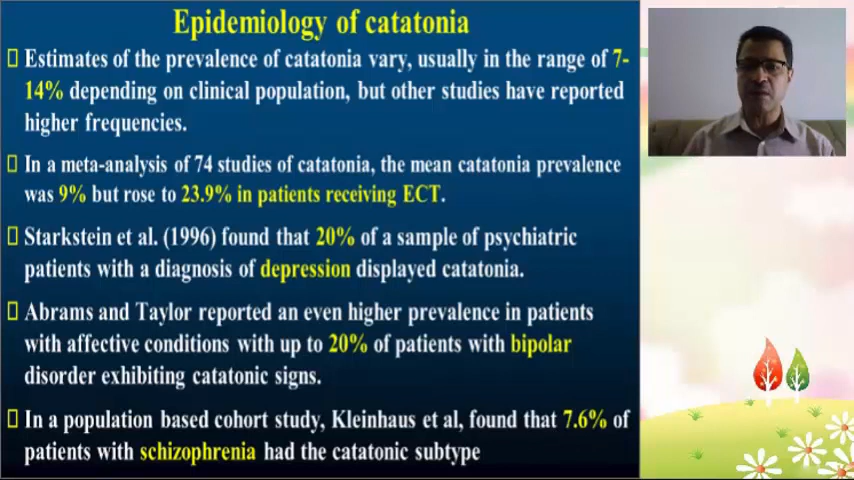 Epidemiology of catatonia
Estimates of the prevalence of catatonia vary, usually in the range of 7-
14% depending on clinical population, but other studies have reported
higher frequencies.
In a meta-analysis of 74 studies of catatonia, the mean catatonia prevalence
was 9% but rose to 23.9% in patients receiving ECT.
Starkstein et al. (1996) found that 20% of a sample of psychiatric
patients with a diagnosis of depression displayed catatonia.
Abrams and Taylor reported an even higher prevalence in patients
with affective conditions with up to 20% of patients with bipolar
disorder exhibiting catatonic signs.
In a population based cohort study, Kleinhaus et al, found that 7.6% of
patients with schizophrenia had the catatonic subtype